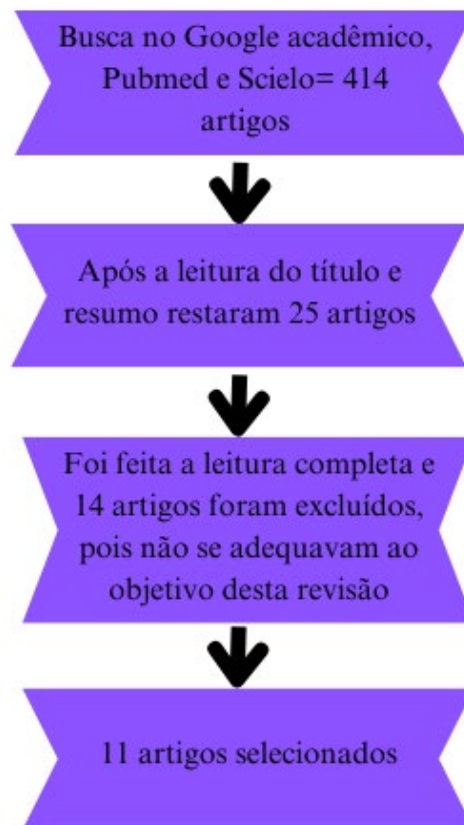 Busca no Google acadêmico,
Pubmed e Scielo= 414
artigos
Após a leitura do título e
resumo restaram 25 artigos
Foi feita a leitura completa e
14 artigos foram excluídos,
pois não se adequavam ao
objetivo desta revisão
11 artigos selecionados